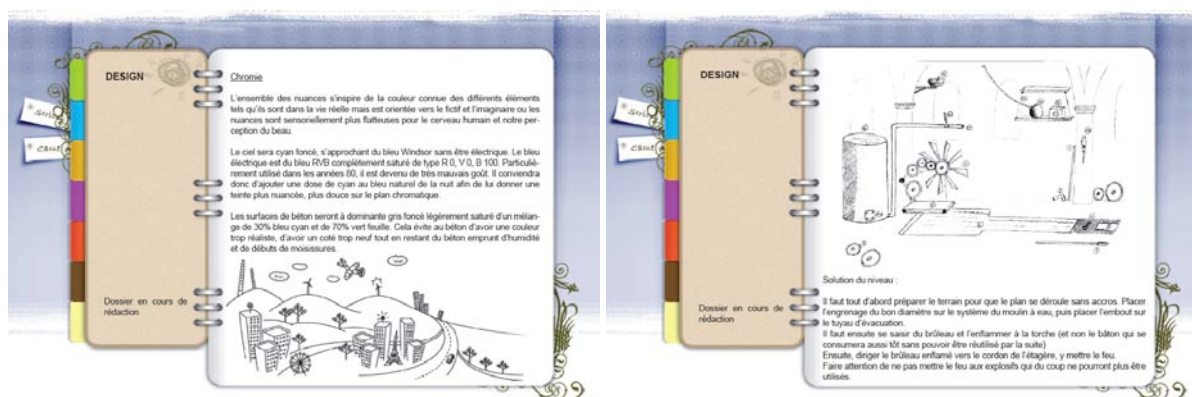 DESIGN
Chromie
L'ensemble des nuances s'inspire de la couleur connue des différents éléments
tels qu'ils sont dans la vie réelle mais est orientée vers le fictif et l'imaginaire ou les
nuances sont sensoriellement plus flatteuses pour le cerveau humain et notre per-
ception du beau.
Le ciel sera cyan foncé, s'approchant du bleu Windsor sans être électrique. Le bleu
électrique est du bleu RVB complètement saturé de type R 0, V 0, B 100. Particuliè-
rement utilisé dans les années 80, il est devenu de très mauvais goût. Il conviendra
donc d'ajouter une dose de cyan au bleu naturel de la nuit afin de lui donner une
teinte plus nuancée, plus douce sur le plan chromatique.
Les surfaces de béton seront à dominante gris foncé légèrement saturé d'un mélan-
ge de 30% bleu cyan et de 70% vert feuille. Cela évite au béton d'avoir une couleur
trop réaliste, d'avoir un coté trop neuf tout en restant du béton emprunt d'humidité
et de débuts de moisissures.
Dossier en cours de
rédaction
DESIGN
Solution du niveau :
Il faut tout d'abord préparer le terrain pour que le plan se déroule sans accros. Placer
l'engrenage du bon diamètre sur le système du moulin à eau, puis placer l'embout sur
le tuyau d'évacuation.
Il faut ensuite se saisir du brûleau et l'enflammer à la torche (et non le bâton qui se
consumera aussi tôt sans pouvoir être réutilisé par la suite)
Ensuite, diriger le brûleau enflamé vers le cordon de l'étagère, y mettre le feu.
Faire attention de ne pas mettre le feu aux explosifs qui du coup ne pourront plus être
utilisés.
Dossier en cours de
rédaction